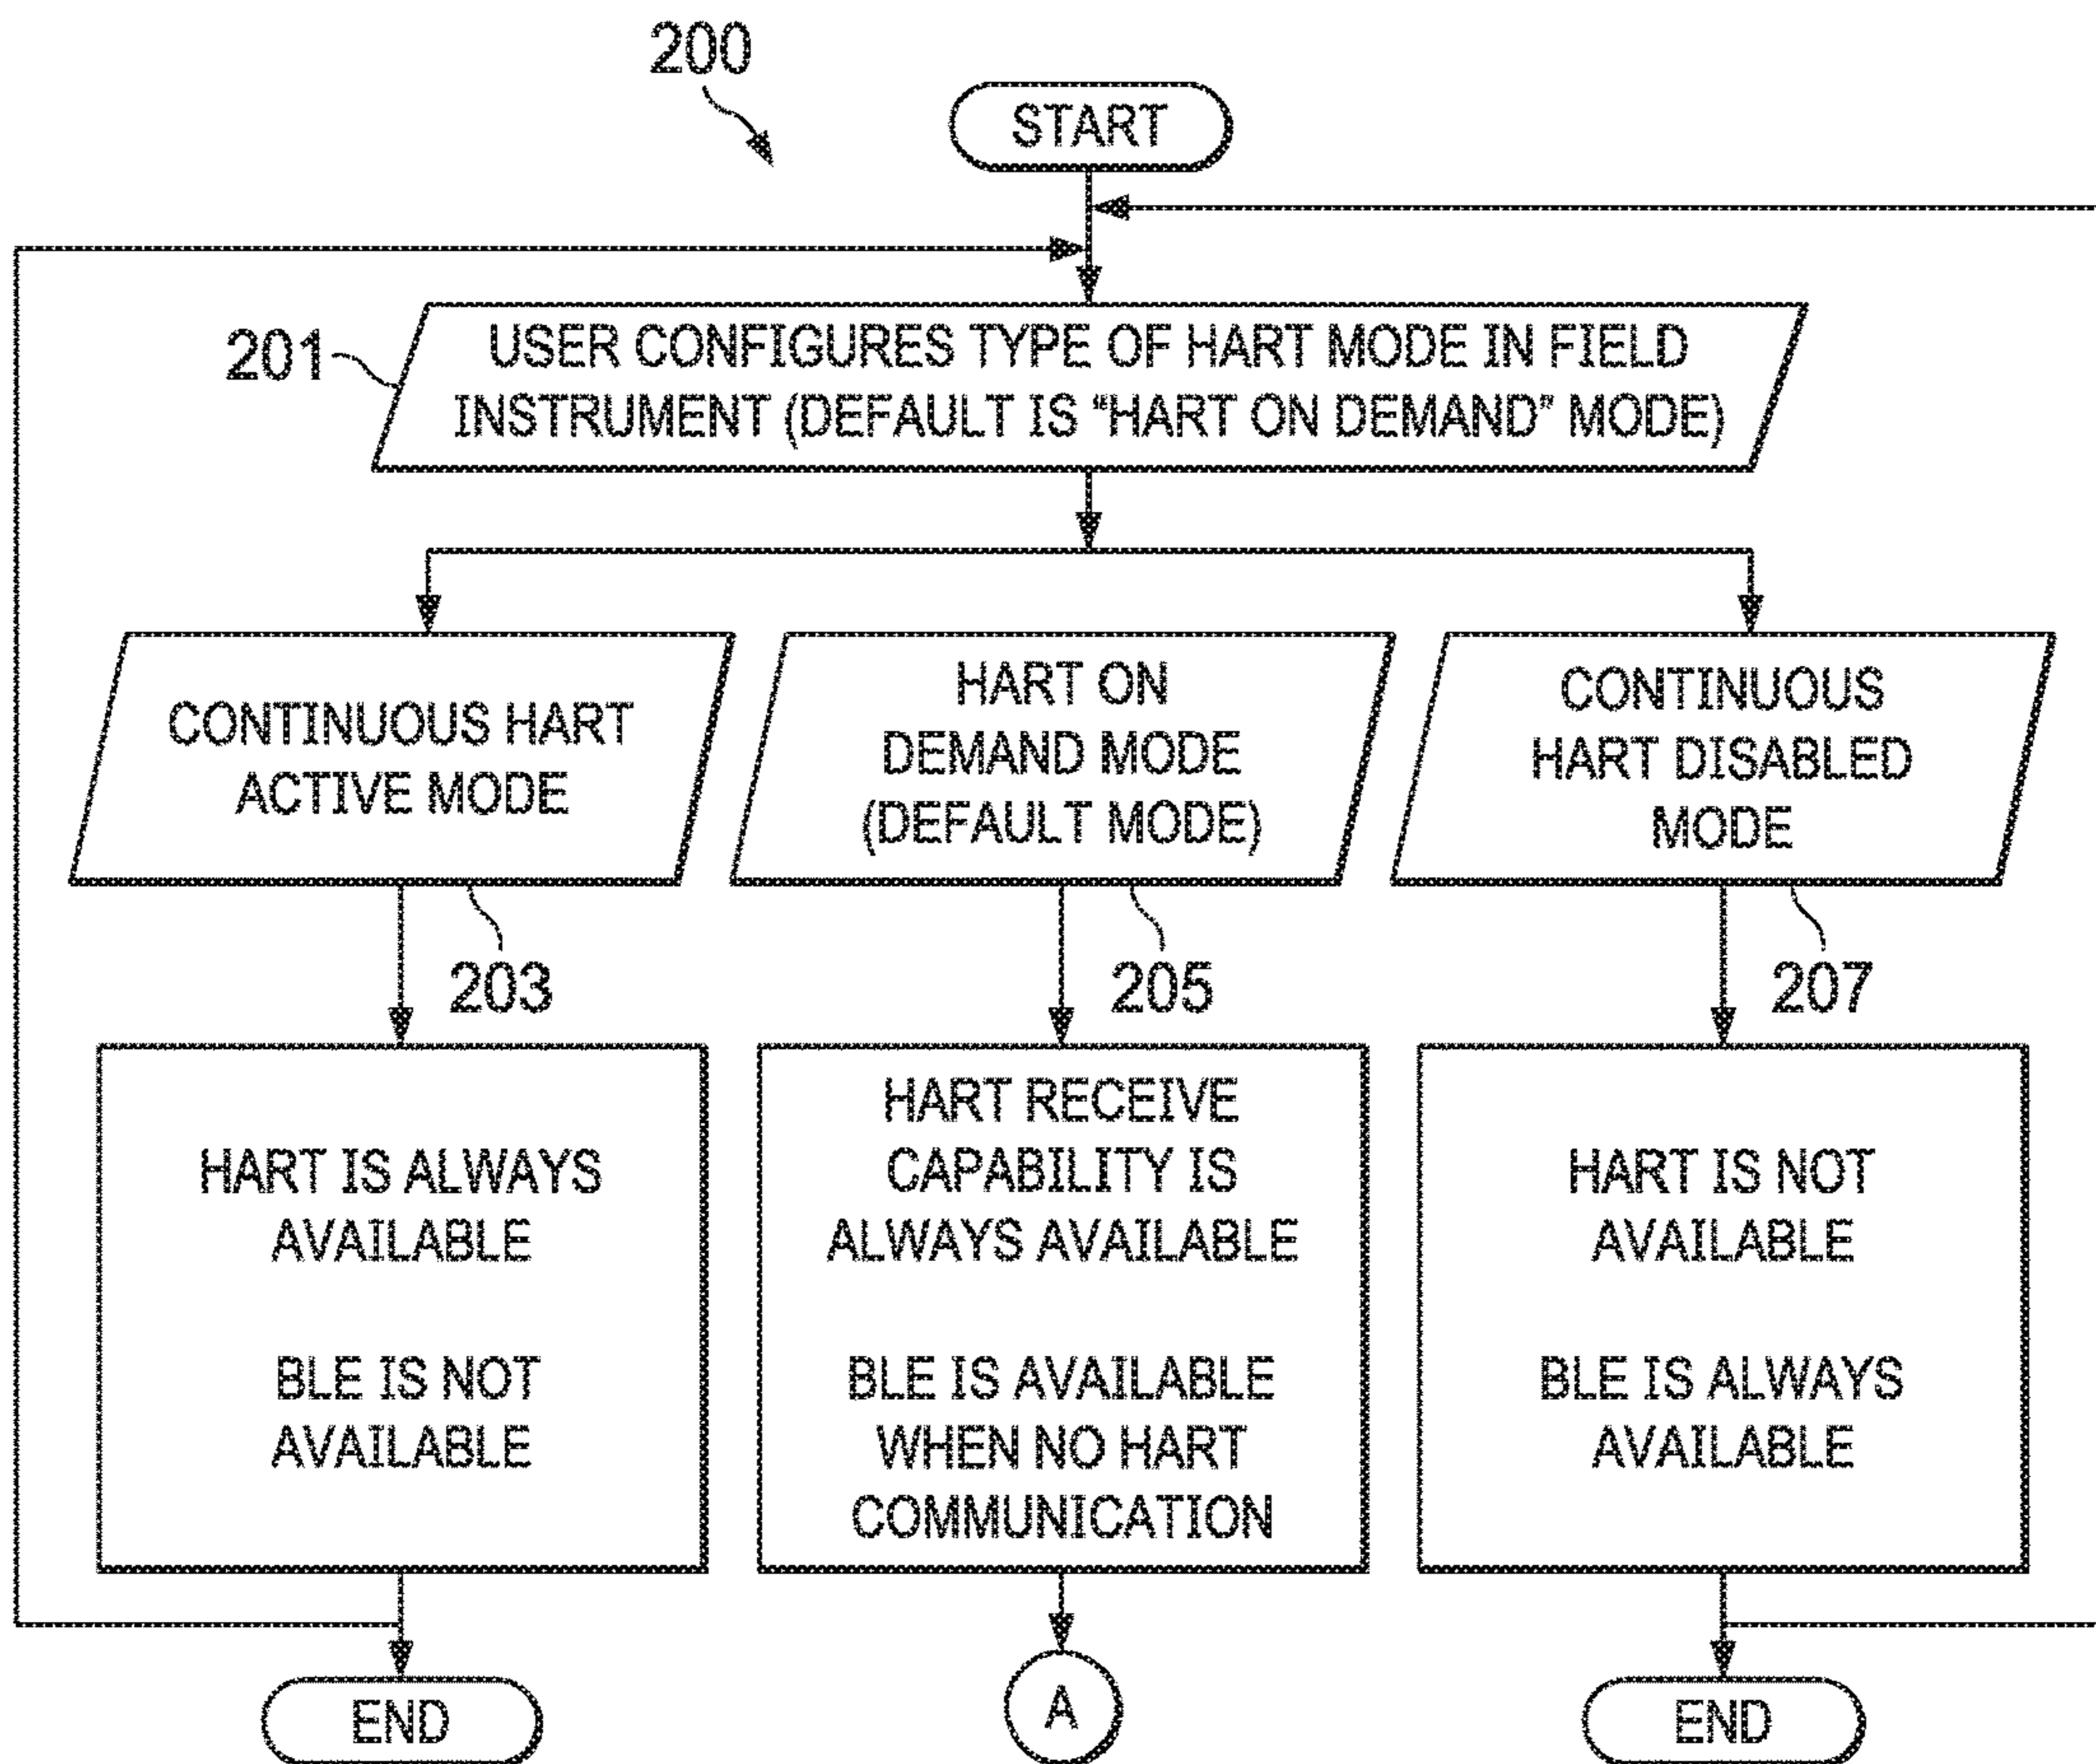 200
START
201
USER CONFIGURES TYPE OF HART MODE IN FIELD
INSTRUMENT (DEFAULT IS “HART ON DEMAND” MODE)
CONTINUOUS HART
ACTIVE MODE
203
HART ON
DEMAND MODE
(DEFAULT MODE)
205
CONTINUOUS
HART DISABLED
MODE
207
HART IS ALWAYS
AVAILABLE
BLE IS NOT
AVAILABLE
HART RECEIVE
CAPABILITY IS
ALWAYS AVAILABLE
BLE IS AVAILABLE
WHEN NO HART
COMMUNICATION
HART IS NOT
AVAILABLE
BLE IS ALWAYS
AVAILABLE
END
A
END